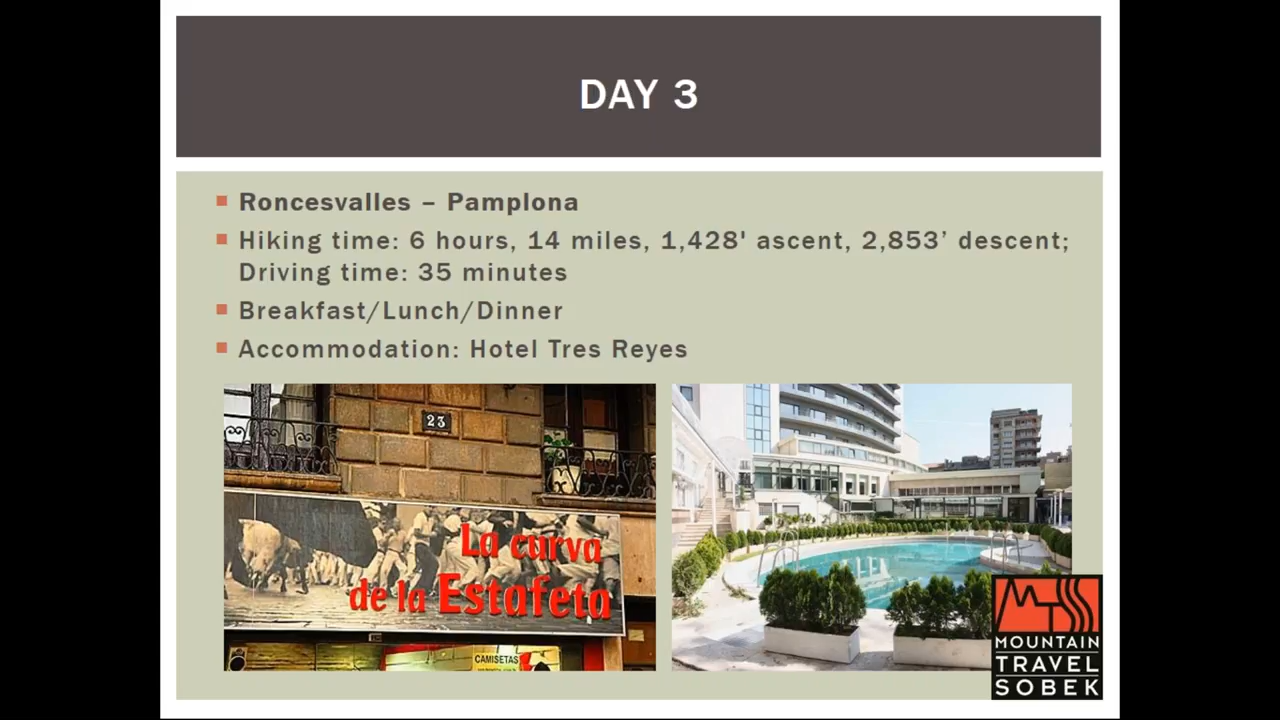 DAY 3
Roncesvalles – Pamplona
Hiking time: 6 hours, 14 miles, 1,428' ascent, 2,853’ descent;
Driving time: 35 minutes
Breakfast/Lunch/Dinner
Accommodation: Hotel Tres Reyes
23
La curva
de la Estafeta
CAMISETAS
MTS
MOUNTAIN
TRAVEL
SOBEK